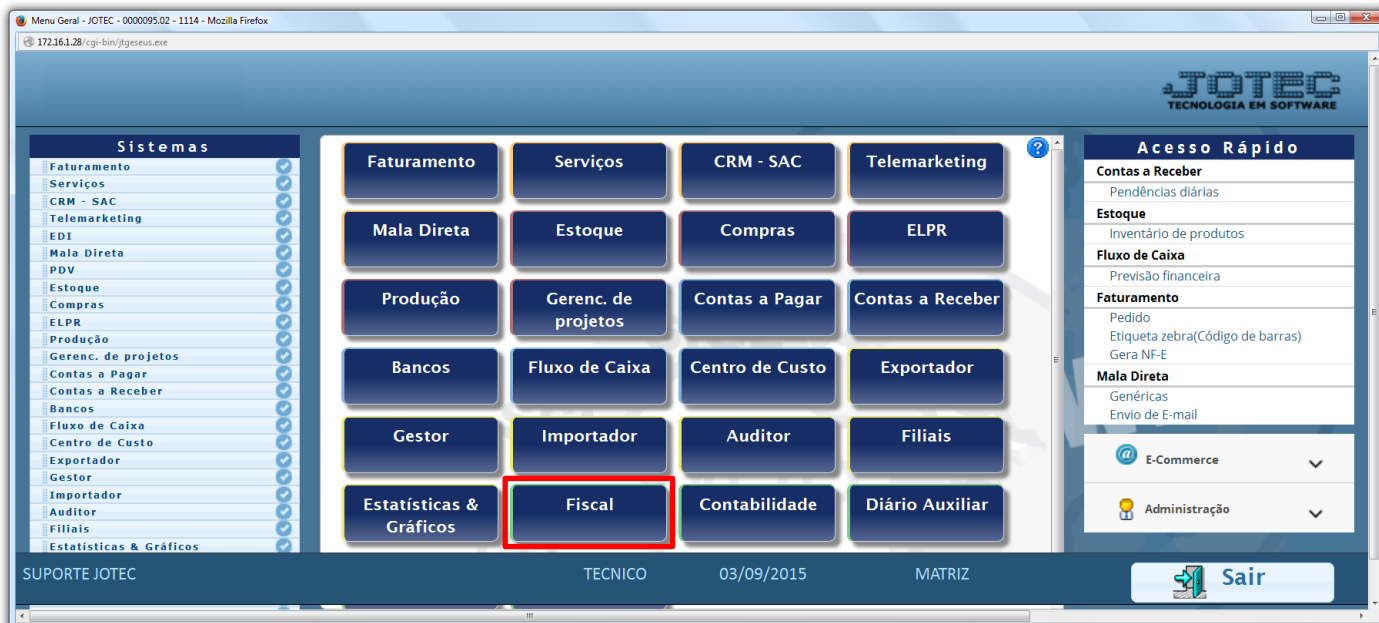 Menu Geral - JOTEC - 0000095.02 - 1114 - Mozilla Firefox
172.16.1.28/cgi-bin/jtgeseus.exe
JOTEC
TECNOLOGIA EM SOFTWARE
Sistemas
Faturamento
Serviços
CRM - SAC
Telemarketing
EDI
Mala Direta
PDV
Estoque
Compras
ELPR
Produção
Gerenc. de projetos
Contas a Pagar
Contas a Receber
Bancos
Fluxo de Caixa
Centro de Custo
Exportador
Gestor
Importador
Auditor
Filiais
Estatísticas & Gráficos
Faturamento
Serviços
CRM - SAC
Telemarketing
Mala Direta
Estoque
Compras
ELPR
Produção
Gerenc. de
projetos
Contas a Pagar
Contas a Receber
Bancos
Fluxo de Caixa
Centro de Custo
Exportador
Gestor
Importador
Auditor
Filiais
Estatísticas &
Gráficos
Fiscal
Contabilidade
Diário Auxiliar
?
Acesso Rápido
Contas a Receber
Pendências diárias
Estoque
Inventário de produtos
Fluxo de Caixa
Previsão financeira
Faturamento
Pedido
Etiqueta zebra(Código de barras)
Gera NF-E
Mala Direta
Genéricas
Envio de E-mail
@ E-Commerce
Administração
SUPORTE JOTEC
TECNICO
03/09/2015
MATRIZ
Sair